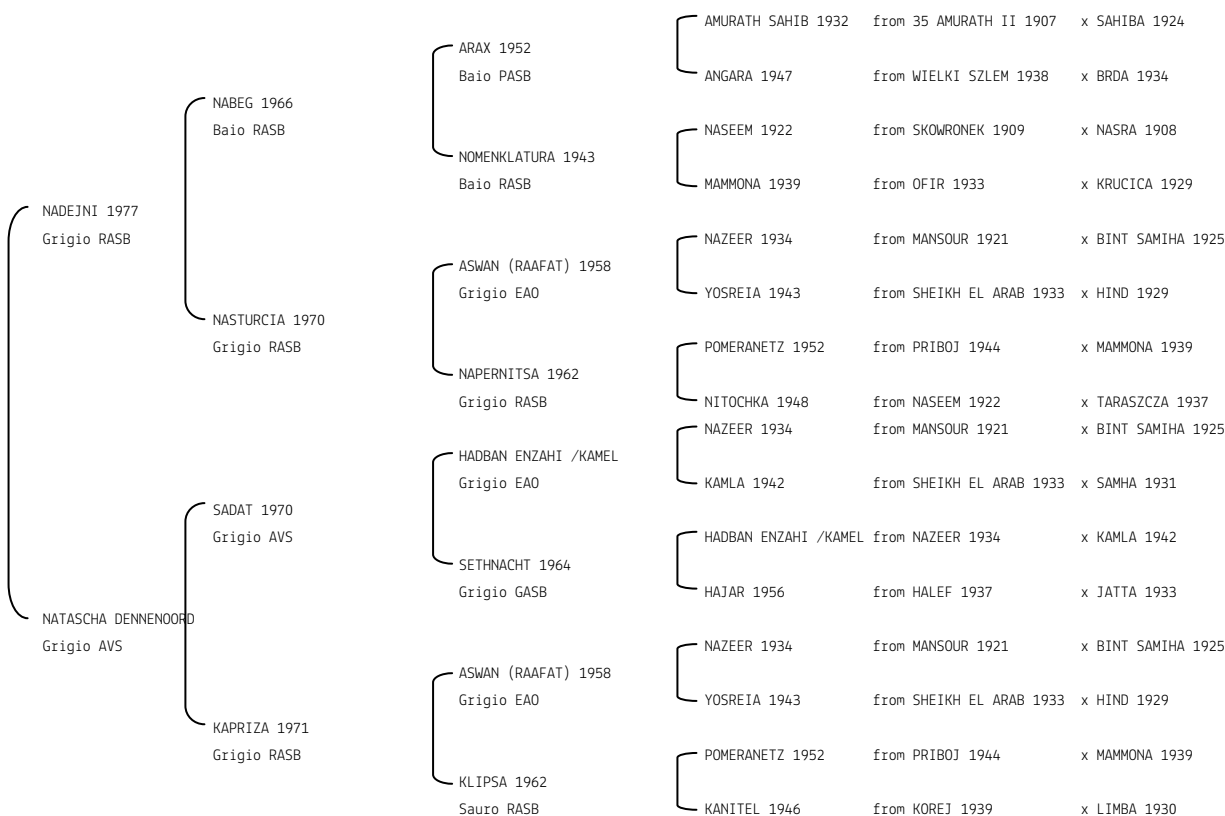 AMURATH SAHIB 1932 from 35 AMURATH II 1907 x SAHIBA 1924
ARAX 1952
Baio PASB
ANGARA 1947 from WIELKI SZLEM 1938 x BRDA 1934
NABEG 1966
Baio RASB
NASEEM 1922 from SKOWRONEK 1909 x NASRA 1908
NOMENKLATURA 1943
Baio RASB
MAMMONA 1939 from OFIR 1933 x KRUCICA 1929
NADEJNI 1977
Grigio RASB
NAZEER 1934 from MANSOUR 1921 x BINT SAMIHA 1925
ASWAN (RAAFAT) 1958
Grigio EAO
YOSREIA 1943 from SHEIKH EL ARAB 1933 x HIND 1929
NASTURCIA 1970
Grigio RASB
POMERANETZ 1952 from PRIBOJ 1944 x MAMMONA 1939
NAPERNITSA 1962
Grigio RASB
NITOCHKA 1948 from NASEEM 1922 x TARASZCZA 1937
NAZEER 1934 from MANSOUR 1921 x BINT SAMIHA 1925
HADBAN ENZAHI /KAMEL
Grigio EAO
KAMLA 1942 from SHEIKH EL ARAB 1933 x SAMHA 1931
SADAT 1970
Grigio AVS
HADBAN ENZAHI /KAMEL from NAZEER 1934 x KAMLA 1942
SETHNACHT 1964
Grigio GASB
HAJAR 1956 from HALEF 1937 x JATTA 1933
NATASCHA DENNENOORD
Grigio AVS
NAZEER 1934 from MANSOUR 1921 x BINT SAMIHA 1925
ASWAN (RAAFAT) 1958
Grigio EAO
YOSREIA 1943 from SHEIKH EL ARAB 1933 x HIND 1929
KAPRIZA 1971
Grigio RASB
POMERANETZ 1952 from PRIBOJ 1944 x MAMMONA 1939
KLIPSA 1962
Sauro RASB
KANITEL 1946 from KOREJ 1939 x LIMBA 1930